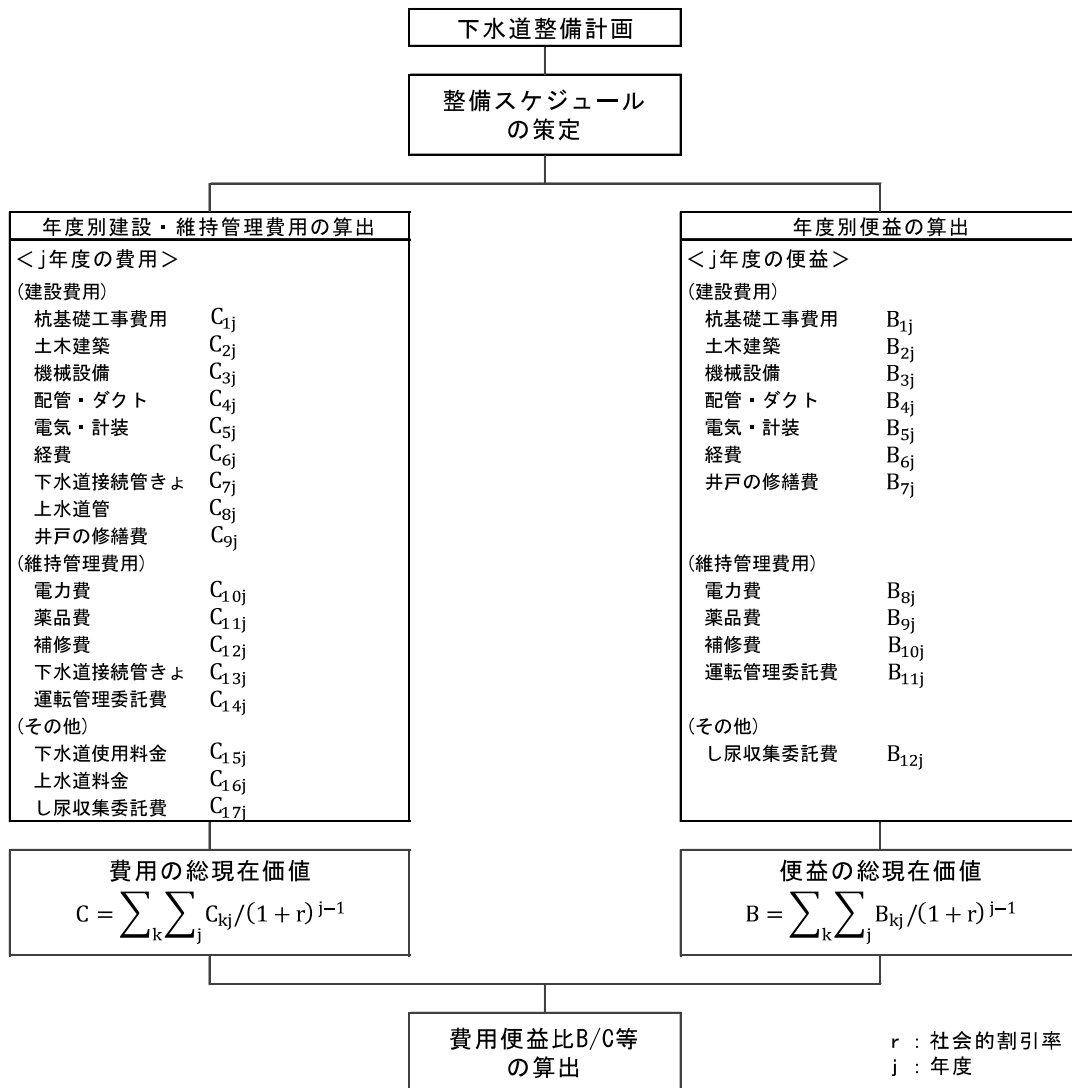 下水道整備計画
整備スケジュール
の策定
年度別建設・維持管理費用の算出
＜j年度の費用＞
(建設費用)
杭基礎工事費用 C₁ⱼ
土木建築 C₂ⱼ
機械設備 C₃ⱼ
配管・ダクト C₄ⱼ
電気・計装 C₅ⱼ
経費 C₆ⱼ
下水道接続管きょ C₇ⱼ
上水道管 C₈ⱼ
井戸の修繕費 C₉ⱼ
(維持管理費用)
電力費 C₁₀ⱼ
薬品費 C₁₁ⱼ
補修費 C₁₂ⱼ
下水道接続管きょ C₁₃ⱼ
運転管理委託費 C₁₄ⱼ
(その他)
下水道使用料金 C₁₅ⱼ
上水道料金 C₁₆ⱼ
し尿収集委託費 C₁₇ⱼ
年度別便益の算出
＜j年度の便益＞
(建設費用)
杭基礎工事費用 B₁ⱼ
土木建築 B₂ⱼ
機械設備 B₃ⱼ
配管・ダクト B₄ⱼ
電気・計装 B₅ⱼ
経費 B₆ⱼ
井戸の修繕費 B₇ⱼ
(維持管理費用)
電力費 B₈ⱼ
薬品費 B₉ⱼ
補修費 B₁₀ⱼ
運転管理委託費 B₁₁ⱼ
(その他)
し尿収集委託費 B₁₂ⱼ
費用の総現在価値
C = ∑ₖ∑ⱼ Cₖⱼ/(1 + r)ʲ⁻¹
便益の総現在価値
B = ∑ₖ∑ⱼ Bₖⱼ/(1 + r)ʲ⁻¹
費用便益比B/C等
の算出
r ：社会的割引率
j ：年度